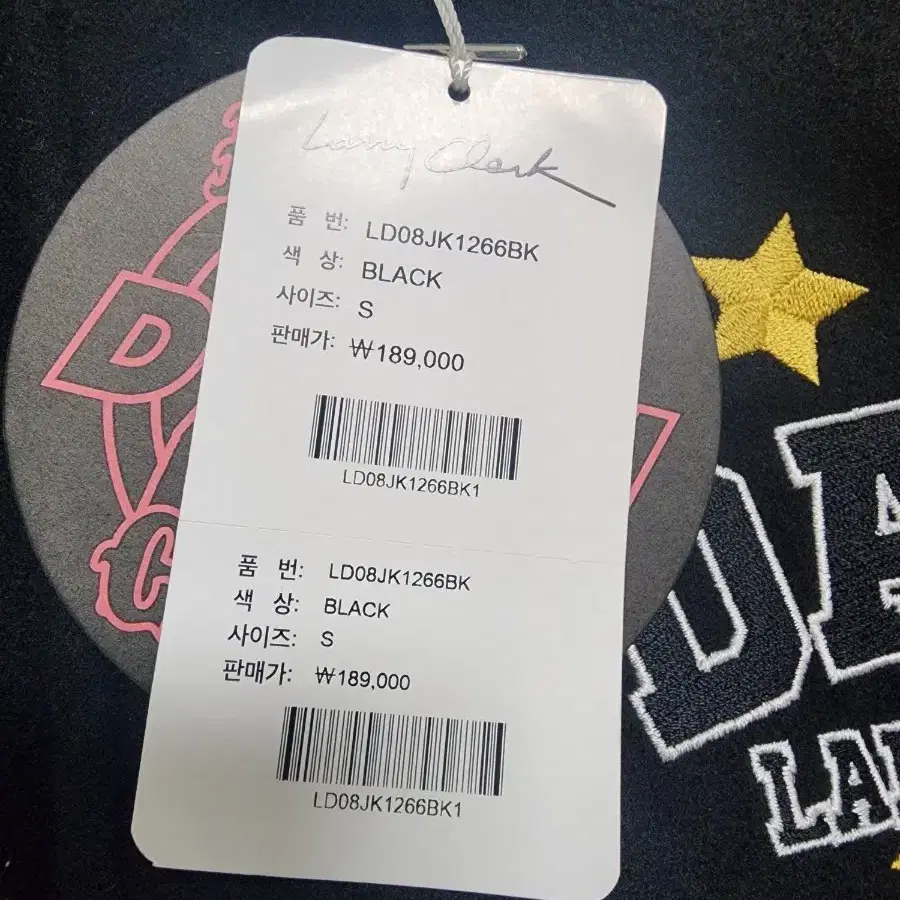 Larry Clark
품 번: LD08JK1266BK
색 상: BLACK
사이즈: S
판매가: ₩189,000
LD08JK1266BK1
품 번: LD08JK1266BK
색 상: BLACK
사이즈: S
판매가: ₩189,000
LD08JK1266BK1
D
C
DA
LA